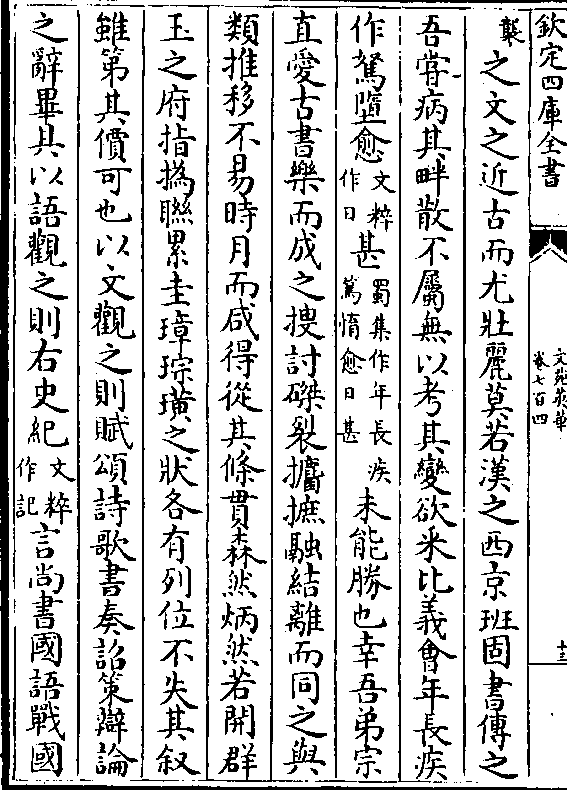 欽定四庫全書
文苑英華
卷七百四
十三
襲之文之近古而尤壯麗莫若漢之西京班固書傳之
吾嘗病其畔散不屬無以考其變欲采比義會年長疾
作駑墮愈文粹作日甚蜀集作年長疾篤惰愈日甚未能勝也幸吾弟宗
直愛古書樂而成之搜討磔裂攟摭融結離而同之與
類推移不易時月而咸得從其條貫森然炳然若開群
玉之府指撝聯累圭璋琮璜之狀各有列位不失其叙
雖第其價可也以文觀之則賦頌詩歌書奏詔策辯論
之辭畢具以語觀之則右史紀文粹作記言尚書國語戰國